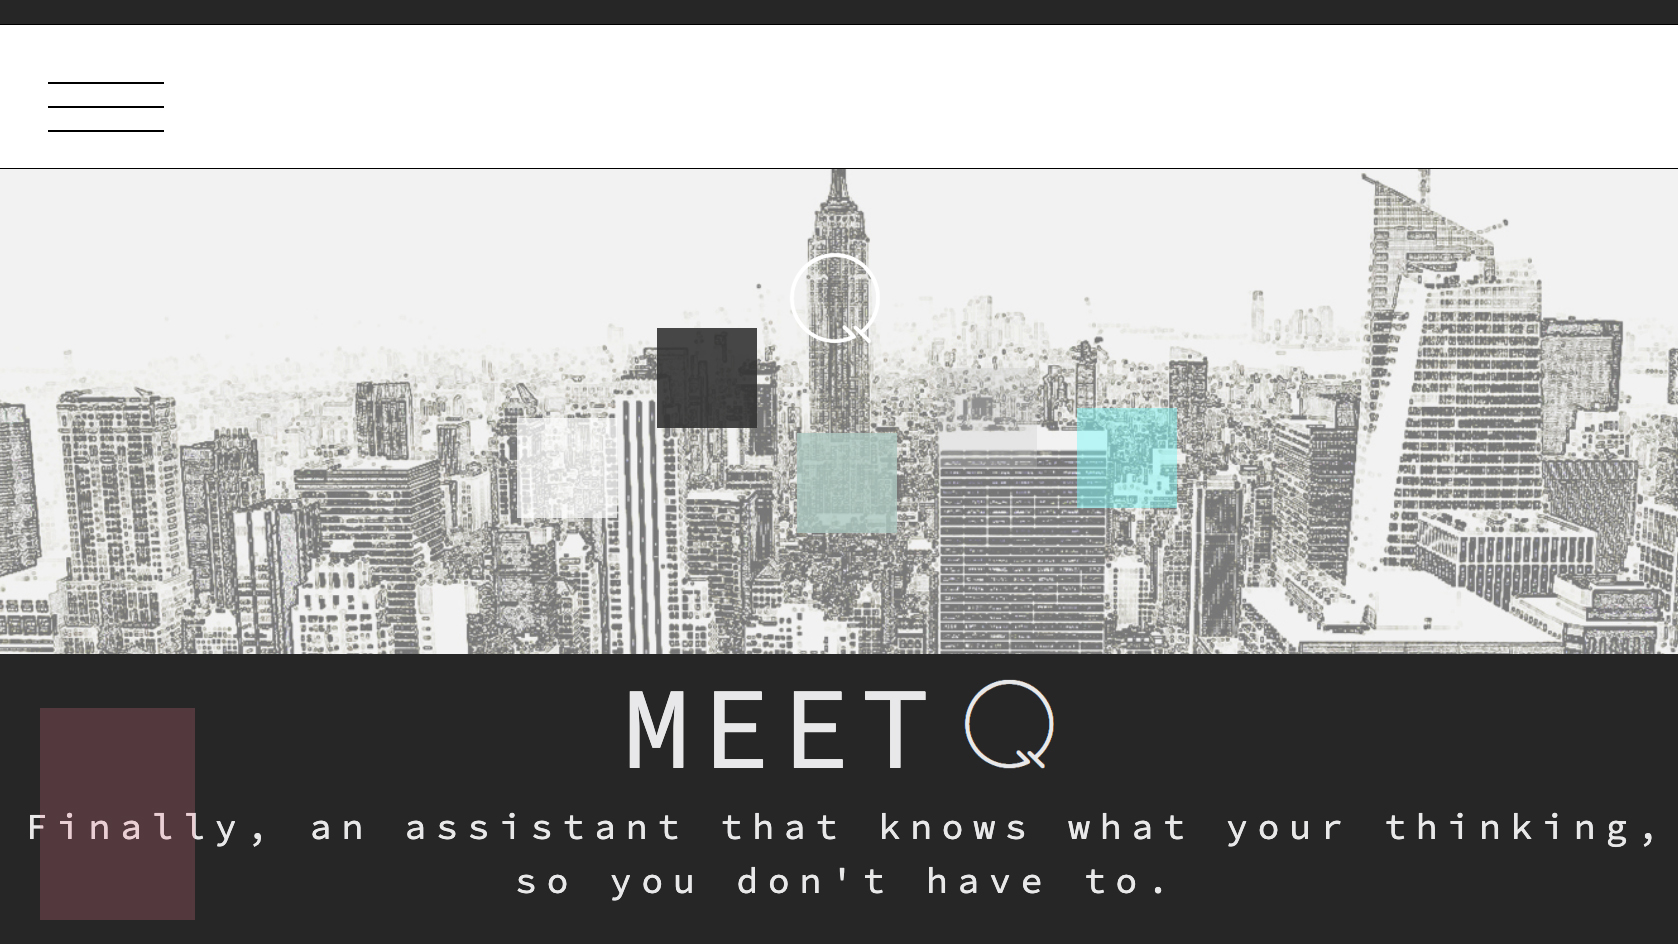 Q
MEET Q
Finally, an assistant that knows what your thinking,
so you don't have to.